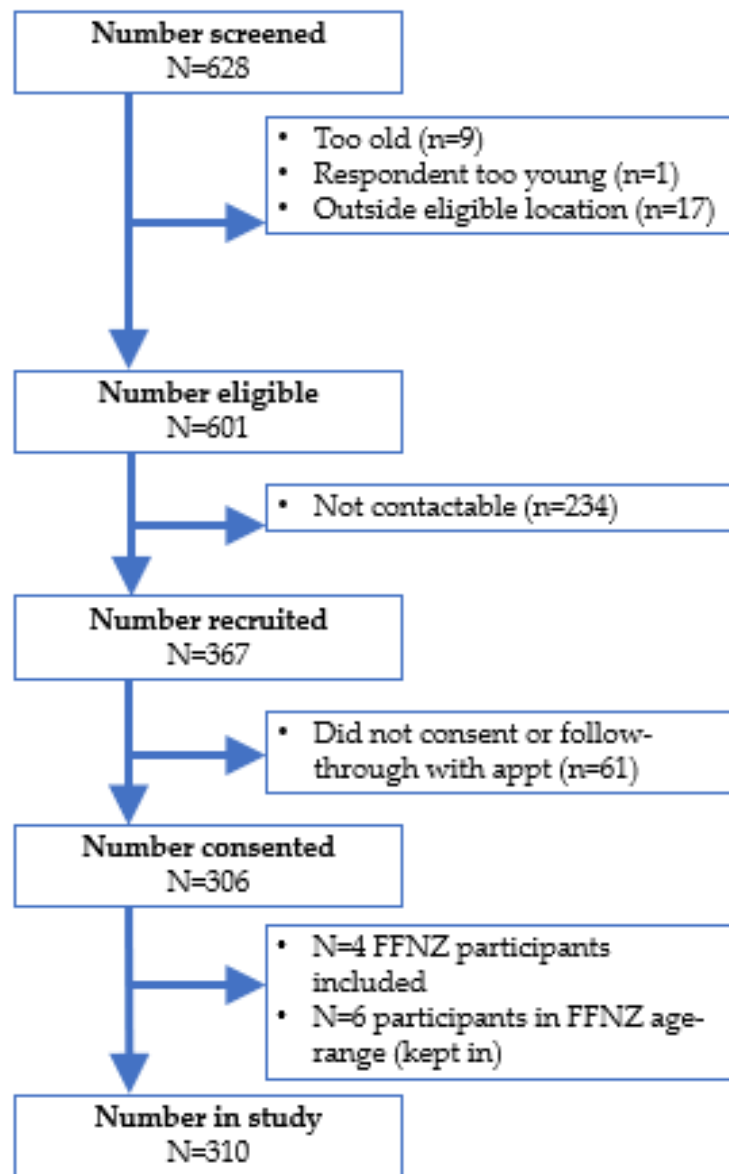 Number screened
N=628
• Too old (n=9)
• Respondent too young (n=1)
• Outside eligible location (n=17)
Number eligible
N=601
• Not contactable (n=234)
Number recruited
N=367
• Did not consent or follow-
through with appt (n=61)
Number consented
N=306
• N=4 FFNZ participants
included
• N=6 participants in FFNZ age-
range (kept in)
Number in study
N=310